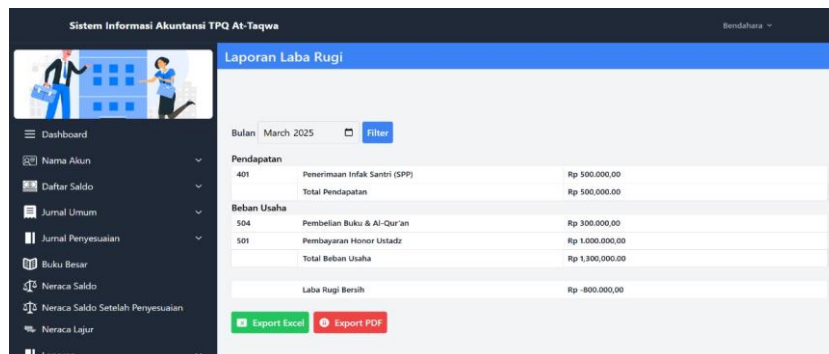 Sistem Informasi Akuntansi TPQ At-Taqwa
Bendahara
Laporan Laba Rugi
Bulan March 2025 Filter
Dashboard
Nama Akun
Daftar Saldo
Jurnal Umum
Jurnal Penyesuaian
Buku Besar
Neraca Saldo
Neraca Saldo Setelah Penyesuaian
Neraca Lajur
Pendapatan
401 Penerimaan Infak Santri (SPP) Rp 500.000,00
Total Pendapatan Rp 500,000.00
Beban Usaha
504 Pembelian Buku & Al-Qur'an Rp 300.000,00
501 Pembayaran Honor Ustadz Rp 1.000.000,00
Total Beban Usaha Rp 1,300,000.00
Laba Rugi Bersih Rp -800.000,00
Export Excel Export PDF